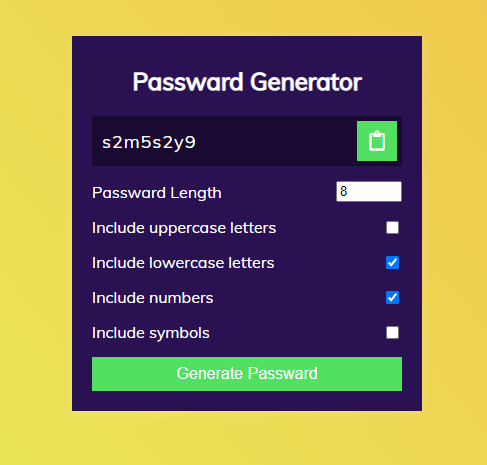 Passward Generator
s2m5s2y9
Passward Length 8
Include uppercase letters
Include lowercase letters
Include numbers
Include symbols
Generate Passward